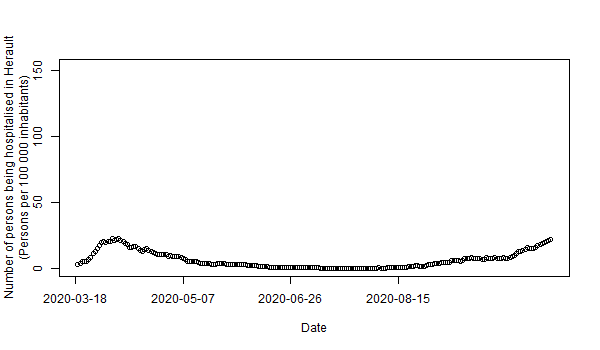 Number of persons being hospitalised in Herault
(Persons per 100 000 inhabitants)
150
100
50
0
2020-03-18 2020-05-07 2020-06-26 2020-08-15
Date